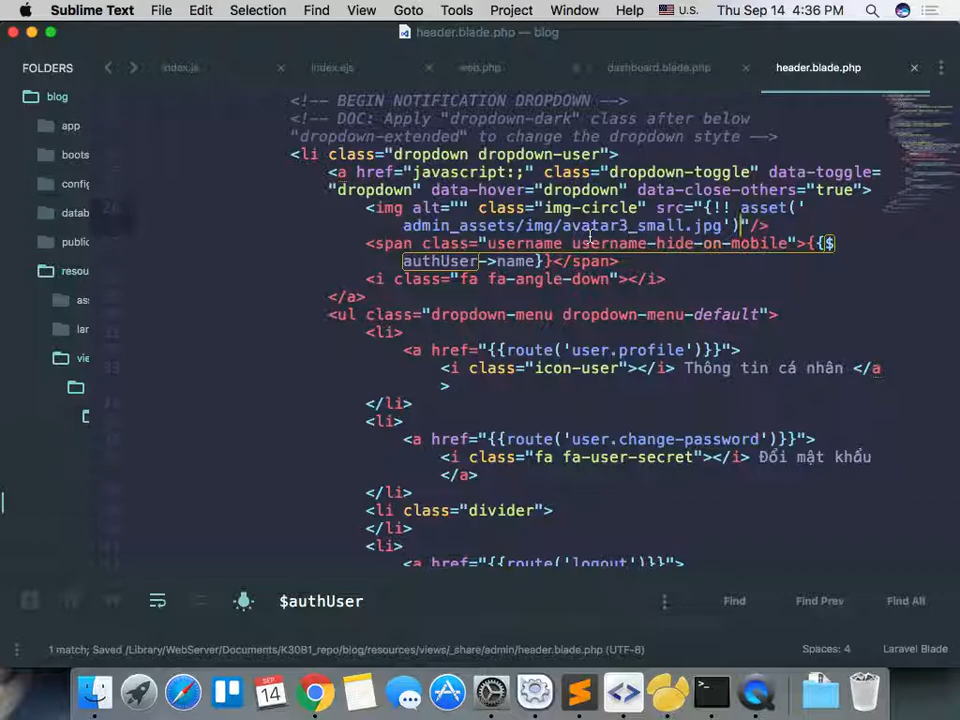 Sublime Text File Edit Selection Find View Goto Tools Project Window Help U.S. Thu Sep 14 4:36 PM
header.blade.php — blog
FOLDERS
index.js
index.ejs
web.php
dashboard.blade.php
header.blade.php
blog
app
boots
config
datab
public
resou
ass
lan
vie
<!-- BEGIN NOTIFICATION DROPDOWN -->
<!-- DOC: Apply "dropdown-dark" class after below
"dropdown-extended" to change the dropdown styte -->
<li class="dropdown dropdown-user">
<a href="javascript:;" class="dropdown-toggle" data-toggle=
"dropdown" data-hover="dropdown" data-close-others="true">
<img alt="" class="img-circle" src="{!! asset('
admin_assets/img/avatar3_small.jpg')"/>
<span class="username username-hide-on-mobile">{{$
authUser->name}}</span>
<i class="fa fa-angle-down"></i>
</a>
<ul class="dropdown-menu dropdown-menu-default">
<li>
<a href="{{route('user.profile')}}">
<i class="icon-user"></i> Thông tin cá nhân </a
>
</li>
<li>
<a href="{{route('user.change-password')}}">
<i class="fa fa-user-secret"></i> Đổi mật khẩu
</a>
</li>
<li class="divider">
</li>
<li>
<a href="{{route('logout')}}">
$authUser
Find
Find Prev
Find All
1 match; Saved /Library/WebServer/Documents/K30B1_repo/blog/resources/views/_share/admin/header.blade.php (UTF-8)
Spaces: 4
Laravel Blade
SEP
14